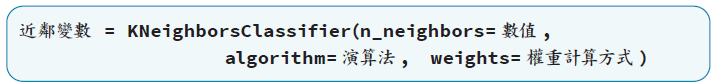 近鄰變數 = KNeighborsClassifier(n_neighbors= 數值 ,
algorithm= 演算法 , weights= 權重計算方式 )